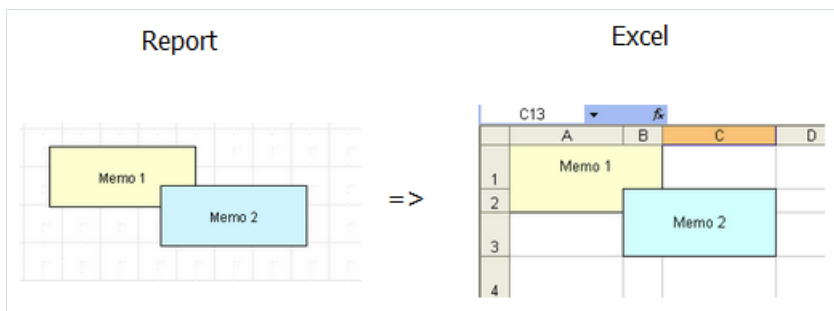 Report
Excel
Memo 1
Memo 2
=>
C13 fx
A B C D
1 Memo 1
2
3 Memo 2
4